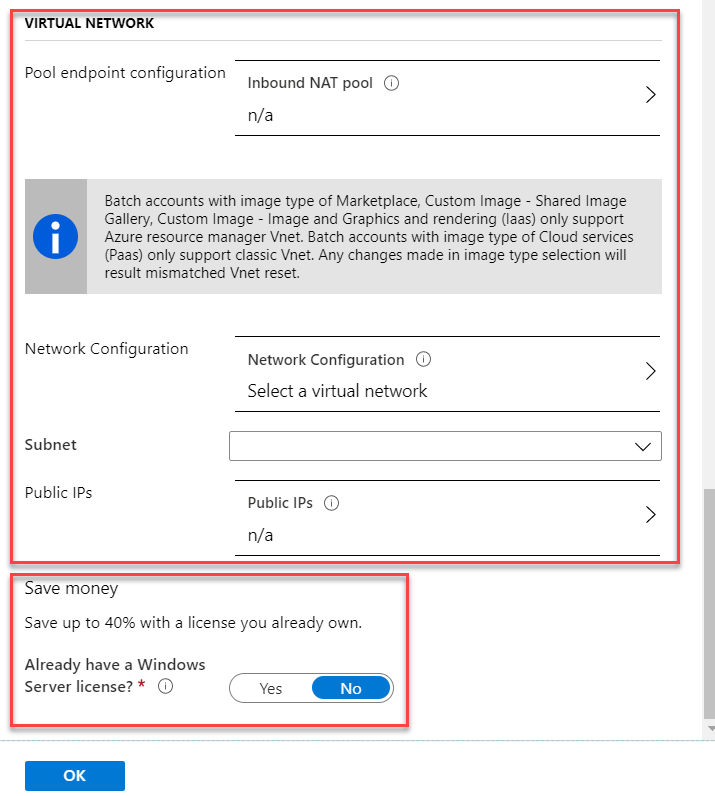 VIRTUAL NETWORK
Pool endpoint configuration
Inbound NAT pool
n/a
Batch accounts with image type of Marketplace, Custom Image - Shared Image
Gallery, Custom Image - Image and Graphics and rendering (Iaas) only support
Azure resource manager Vnet. Batch accounts with image type of Cloud services
(Paas) only support classic Vnet. Any changes made in image type selection will
result mismatched Vnet reset.
Network Configuration
Network Configuration
Select a virtual network
Subnet
Public IPs
Public IPs
n/a
Save money
Save up to 40% with a license you already own.
Already have a Windows
Server license? *
Yes No
OK